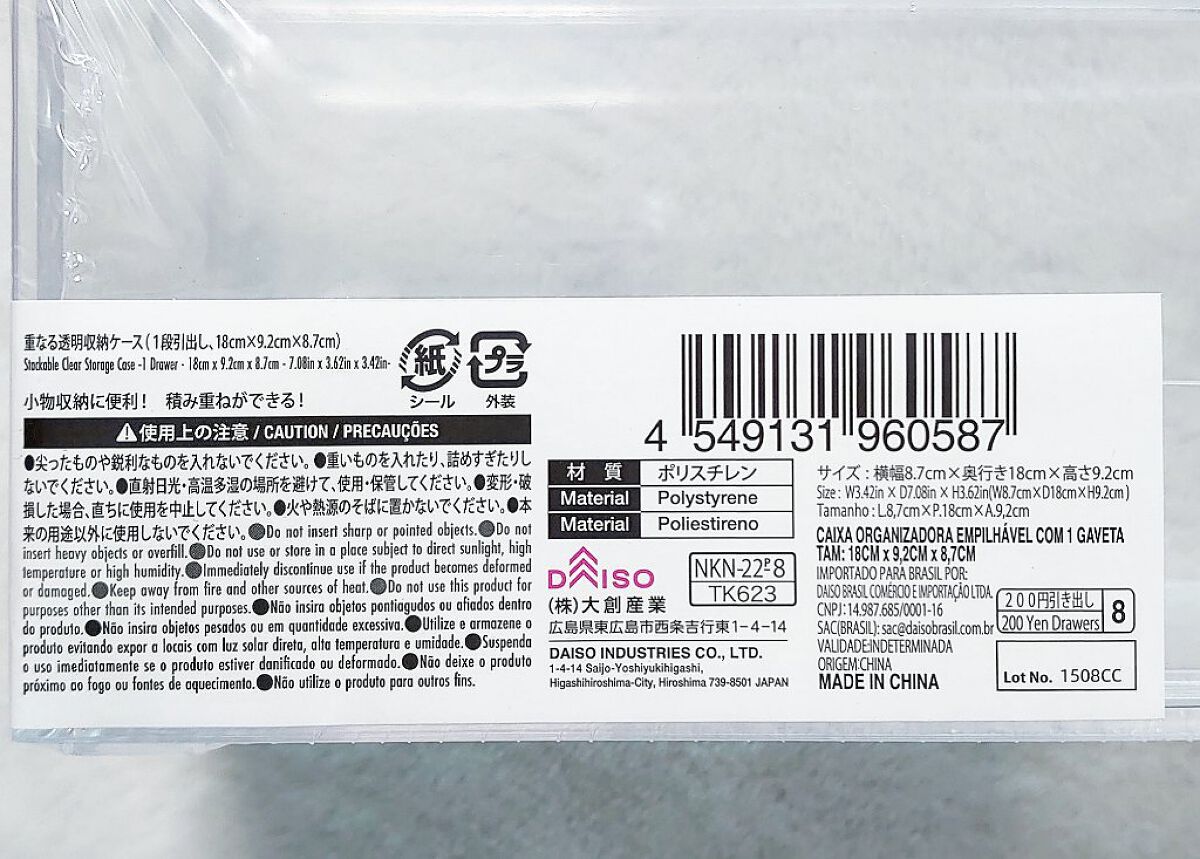 重なる透明収納ケース(1段引出し、18cm×9.2cm×8.7cm)
Stackable Clear Storage Case -1 Drawer - 18cm x 9.2cm x 8.7cm - 7.08in x 3.62in x 3.42in-
小物収納に便利! 積み重ねができる!
紙
シール
プラ
外装
⚠使用上の注意 / CAUTION / PRECAUÇÕES
●尖ったものや鋭利なものを入れないでください。●重いものを入れたり、詰めすぎたりし
ないでください。●直射日光・高温多湿の場所を避けて、使用・保管してください。●変形・破
損した場合、直ちに使用を中止してください。●火や熱源のそばに置かないでください。●本
来の用途以外に使用しないでください。●Do not insert sharp or pointed objects.●Do not
insert heavy objects or overfill.●Do not use or store in a place subject to direct sunlight, high
temperature or high humidity.●Immediately discontinue use if the product becomes deformed
or damaged.●Keep away from fire and other sources of heat.●Do not use this product for
purposes other than its intended purposes.●Não insira objetos pontiagudos ou afiados dentro
do produto.●Não insira objetos pesados ou em quantidade excessiva.●Utilize e armazene o
produto evitando expor a locais com luz solar direta, alta temperatura e umidade.●Suspenda
o uso imediatamente se o produto estiver danificado ou deformado.●Não deixe o produto
próximo ao fogo ou fontes de aquecimento.●Não utilize o produto para outros fins.
4 549131 960587
材質 ポリスチレン
Material Polystyrene
Material Poliestireno
DAISO
NKN-22P8
TK623
(株)大創産業
広島県東広島市西条吉行東1-4-14
DAISO INDUSTRIES CO., LTD.
1-4-14 Saijo-Yoshiyukihigashi,
Higashihiroshima-City, Hiroshima 739-8501 JAPAN
サイズ:横幅8.7cm×奥行き18cm×高さ9.2cm
Size : W3.42in × D7.08in × H3.62in(W8.7cm×D18cm×H9.2cm )
Tamanho : L.8,7cm×P.18cm×A.9,2cm
CAIXA ORGANIZADORA EMPILHÁVEL COM 1 GAVETA
TAM: 18CM x 9,2CM x 8,7CM
IMPORTADO PARA BRASIL POR:
DAISO BRASIL COMÉRCIO E IMPORTAÇÃO LTDA.
CNPJ: 14.987.685/0001-16
SAC(BRASIL): sac@daisobrasil.com.br
VALIDADE:INDETERMINADA
ORIGEM:CHINA
MADE IN CHINA
200円引き出し
200 Yen Drawers
8
Lot No. 1508CC